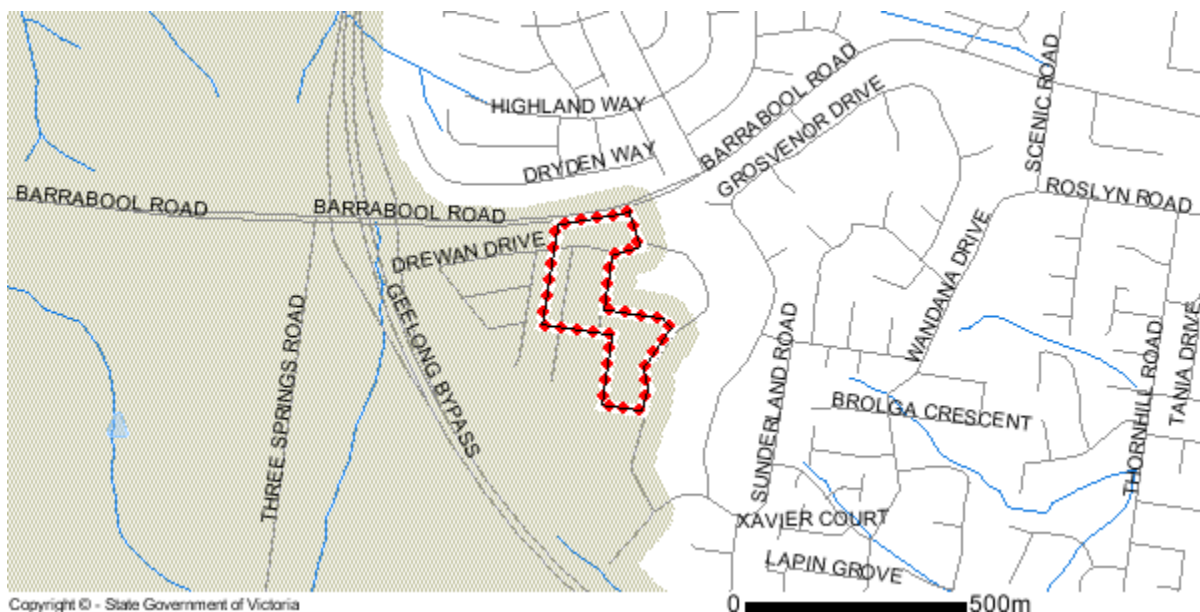 HIGHLAND WAY
BARRABOOL ROAD
GROSVENOR DRIVE
SCENIC ROAD
DRYDEN WAY
BARRABOOL ROAD
BARRABOOL ROAD
ROSLYN ROAD
DREWAN DRIVE
WANDANA DRIVE
GEELONG BYPASS
THREE SPRINGS ROAD
SUNDERLAND ROAD
THORNHILL ROAD
TANIA DRIVE
BROLGA CRESCENT
XAVIER COURT
LAPIN GROVE
Copyright © - State Government of Victoria
0 500m